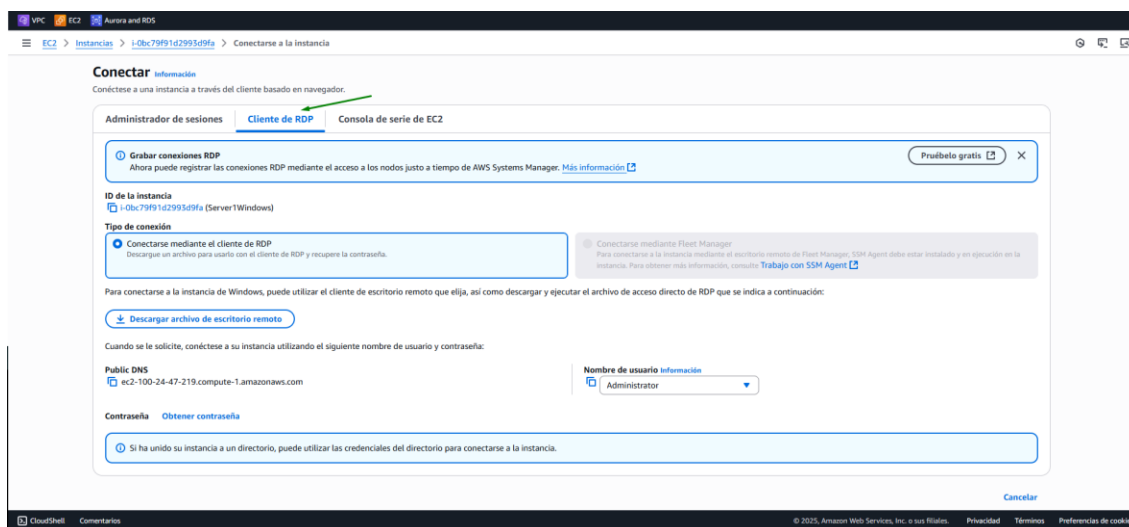 VPC EC2 Aurora and RDS
EC2 > Instancias > i-0bc79f91d2993d9fa > Conectarse a la instancia
Conectar Información
Conéctese a una instancia a través del cliente basado en navegador.
Administrador de sesiones Cliente de RDP Consola de serie de EC2
Grabar conexiones RDP
Ahora puede registrar las conexiones RDP mediante el acceso a los nodos justo a tiempo de AWS Systems Manager. Más información
Pruébelo gratis
ID de la instancia
i-0bc79f91d2993d9fa (Server1Windows)
Tipo de conexión
Conectarse mediante el cliente de RDP
Descargue un archivo para usarlo con el cliente de RDP y recupere la contraseña.
Conectarse mediante Fleet Manager
Para conectarse a la instancia mediante el escritorio remoto de Fleet Manager, SSM Agent debe estar instalado y en ejecución en la
instancia. Para obtener más información, consulte Trabajo con SSM Agent
Para conectarse a la instancia de Windows, puede utilizar el cliente de escritorio remoto que elija, así como descargar y ejecutar el archivo de acceso directo de RDP que se indica a continuación:
Descargar archivo de escritorio remoto
Cuando se le solicite, conéctese a su instancia utilizando el siguiente nombre de usuario y contraseña:
Public DNS
ec2-100-24-47-219.compute-1.amazonaws.com
Nombre de usuario Información
Administrator
Contraseña Obtener contraseña
Si ha unido su instancia a un directorio, puede utilizar las credenciales del directorio para conectarse a la instancia.
Cancelar
CloudShell Comentarios © 2025, Amazon Web Services, Inc. o sus filiales. Privacidad Términos Preferencias de cookie